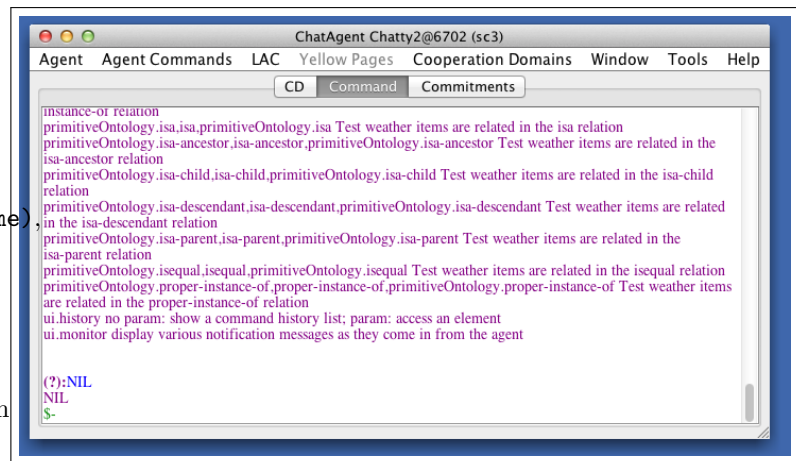 ChatAgent Chatty2@6702 (sc3)
Agent Agent Commands LAC Yellow Pages Cooperation Domains Window Tools Help
CD Command Commitments
instance-of relation
primitiveOntology.isa,isa,primitiveOntology.isa Test weather items are related in the isa relation
primitiveOntology.isa-ancestor,isa-ancestor,primitiveOntology.isa-ancestor Test weather items are related in the
isa-ancestor relation
primitiveOntology.isa-child,isa-child,primitiveOntology.isa-child Test weather items are related in the isa-child
relation
primitiveOntology.isa-descendant,isa-descendant,primitiveOntology.isa-descendant Test weather items are related
me), in the isa-descendant relation
primitiveOntology.isa-parent,isa-parent,primitiveOntology.isa-parent Test weather items are related in the
isa-parent relation
primitiveOntology.isequal,isequal,primitiveOntology.isequal Test weather items are related in the isequal relation
primitiveOntology.proper-instance-of,proper-instance-of,primitiveOntology.proper-instance-of Test weather items
are related in the proper-instance-of relation
ui.history no param: show a command history list; param: access an element
ui.monitor display various notification messages as they come in from the agent
(?):NIL
NIL
$-